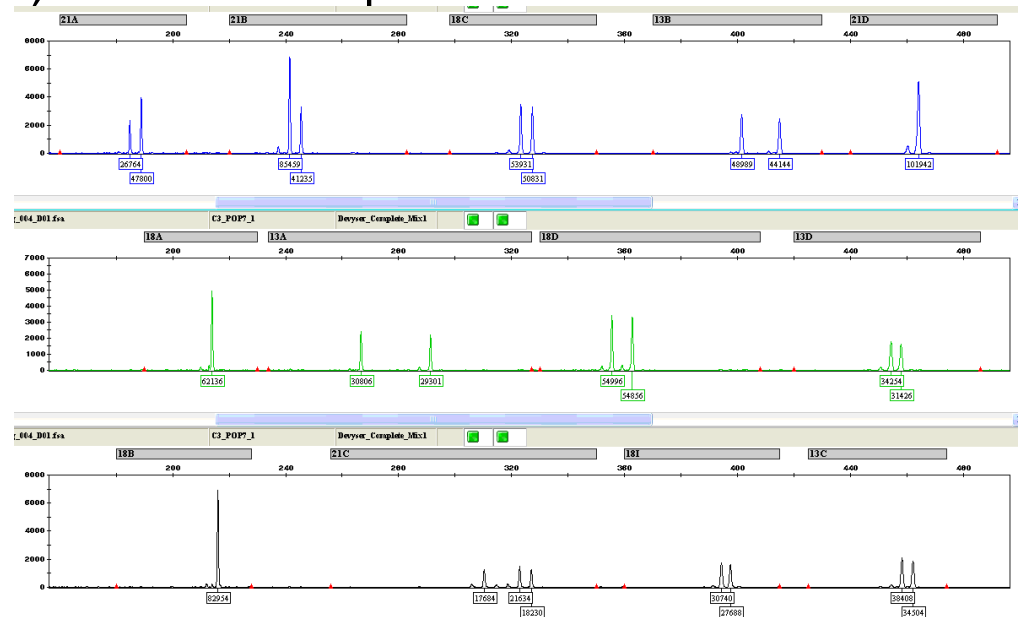 21A 21B 18C 13B 21D
200 240 320 360 400 440 480
8000
6000
4000
2000
0
26764 85459 53931 48989 44144 101942
47800 41235 50831
_004_D01.fsa C3_POP7_1 Devyser_Complete_Mix1
18A 13A 18D 13D
200 240 320 360 400 440 480
7000
6000
5000
4000
3000
2000
1000
0
62136 30806 29301 54996 34254
54856 31426
_004_D01.fsa C3_POP7_1 Devyser_Complete_Mix1
18B 21C 18I 13C
200 240 320 360 400 440 480
8000
6000
4000
2000
0
82954 17684 21634 30740 38408
18230 27688 34504